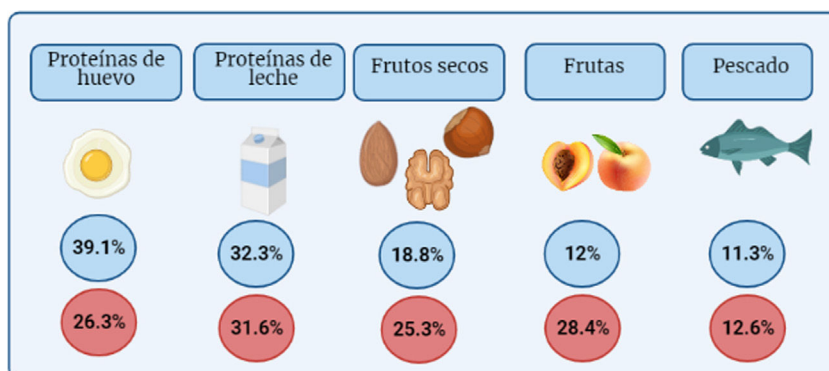 Proteínas de
huevo
Proteínas de
leche
Frutos secos
Frutas
Pescado
39.1%
32.3%
18.8%
12%
11.3%
26.3%
31.6%
25.3%
28.4%
12.6%